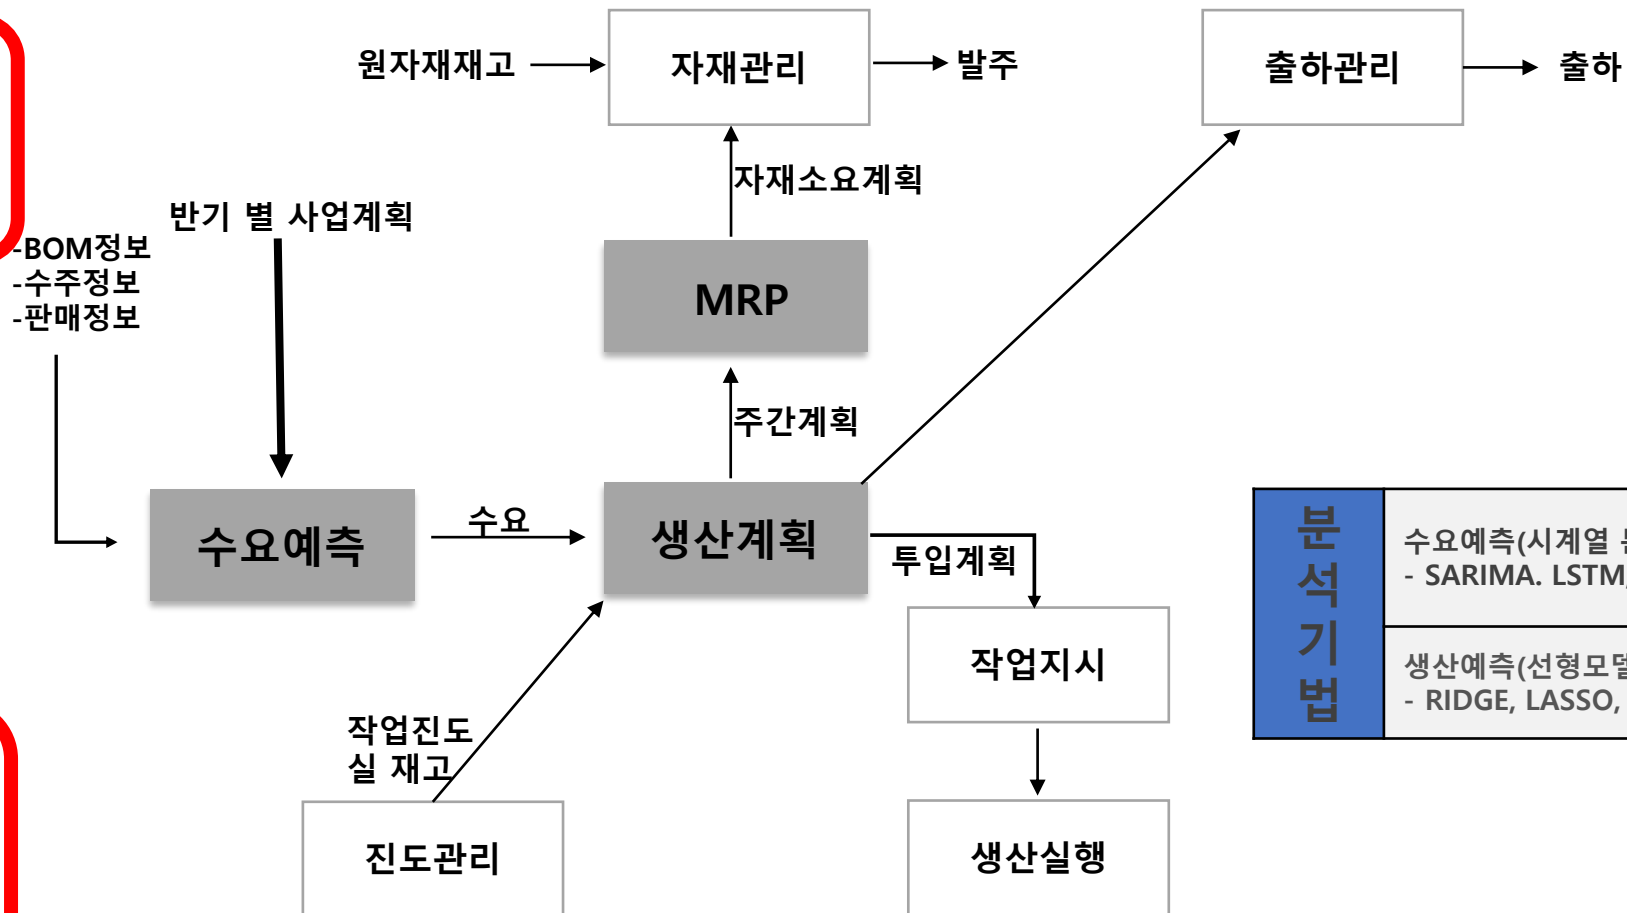 원자재재고
자재관리
발주
출하관리
출하
자재소요계획
반기 별 사업계획
-BOM정보
-수주정보
-판매정보
MRP
주간계획
수요예측
수요
생산계획
투입계획
분석기법
수요예측(시계열
- SARIMA. LSTM,
생산예측(선형모델
- RIDGE, LASSO,
작업지시
작업진도
실 재고
진도관리
생산실행